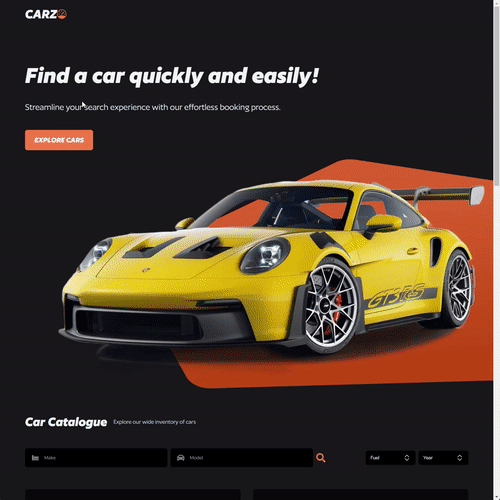 CARZ
Find a car quickly and easily!
Streamline your search experience with our effortless booking process.
EXPLORE CARS
GT3 RS
Car Catalogue Explore our wide inventory of cars
Make Model Fuel Year